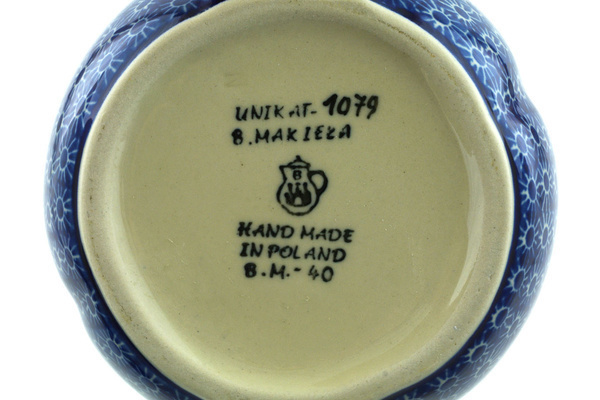 UNIKAT-1079
B.MAKIEŁA
B
HAND MADE
IN POLAND
B.M.-40